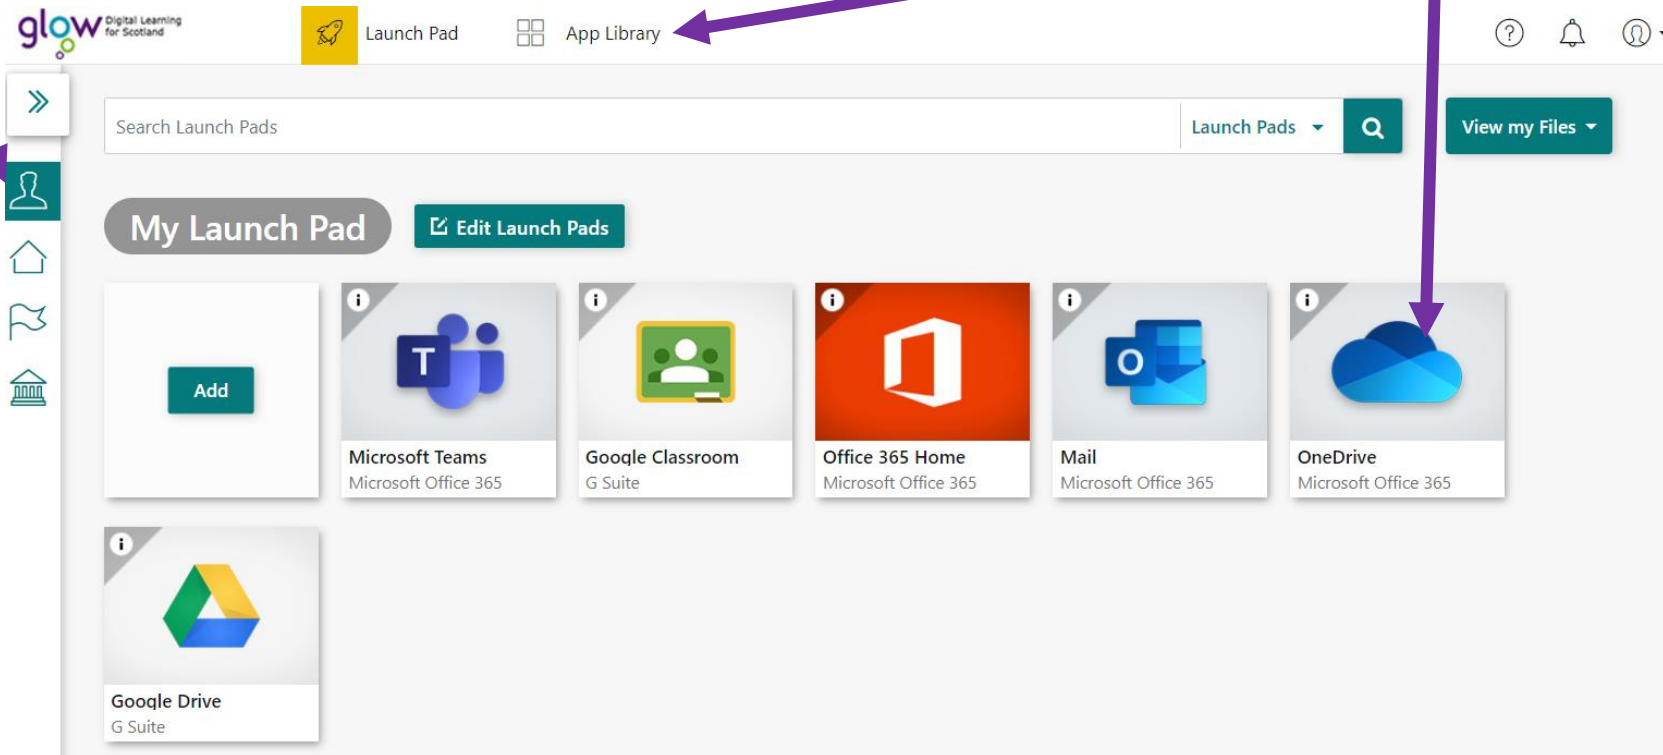 glow Digital Learning
for Scotland
Launch Pad
App Library
?
Search Launch Pads
Launch Pads
View my Files
My Launch Pad
Edit Launch Pads
Add
i
T
Microsoft Teams
Microsoft Office 365
i
Google Classroom
G Suite
i
Office 365 Home
Microsoft Office 365
i
O
Mail
Microsoft Office 365
i
OneDrive
Microsoft Office 365
i
Google Drive
G Suite